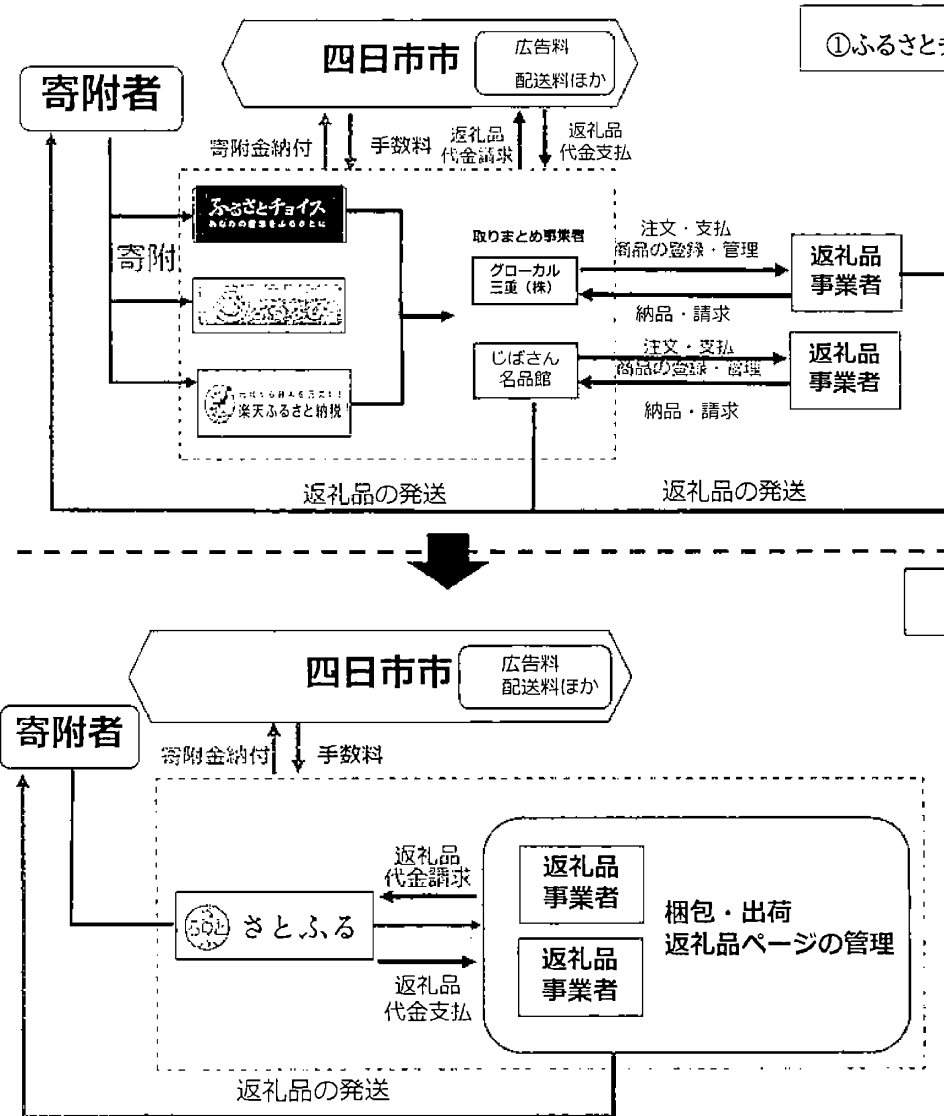 四日市市
広告料
配送料ほか
①ふるさと
寄附者
寄附金納付
手数料
返礼品
代金請求
返礼品
代金支払
寄附
ふるさとチョイス
楽天ふるさと納税
取りまとめ事業者
グローカル
三重（株）
じばさん
名品館
注文・支払
商品の登録・管理
納品・請求
返礼品
事業者
注文・支払
商品の登録・管理
納品・請求
返礼品
事業者
返礼品の発送
返礼品の発送
四日市市
広告料
配送料ほか
寄附者
寄附金納付
手数料
さとふる
返礼品
代金請求
返礼品
代金支払
返礼品
事業者
返礼品
事業者
梱包・出荷
返礼品ページの管理
返礼品の発送